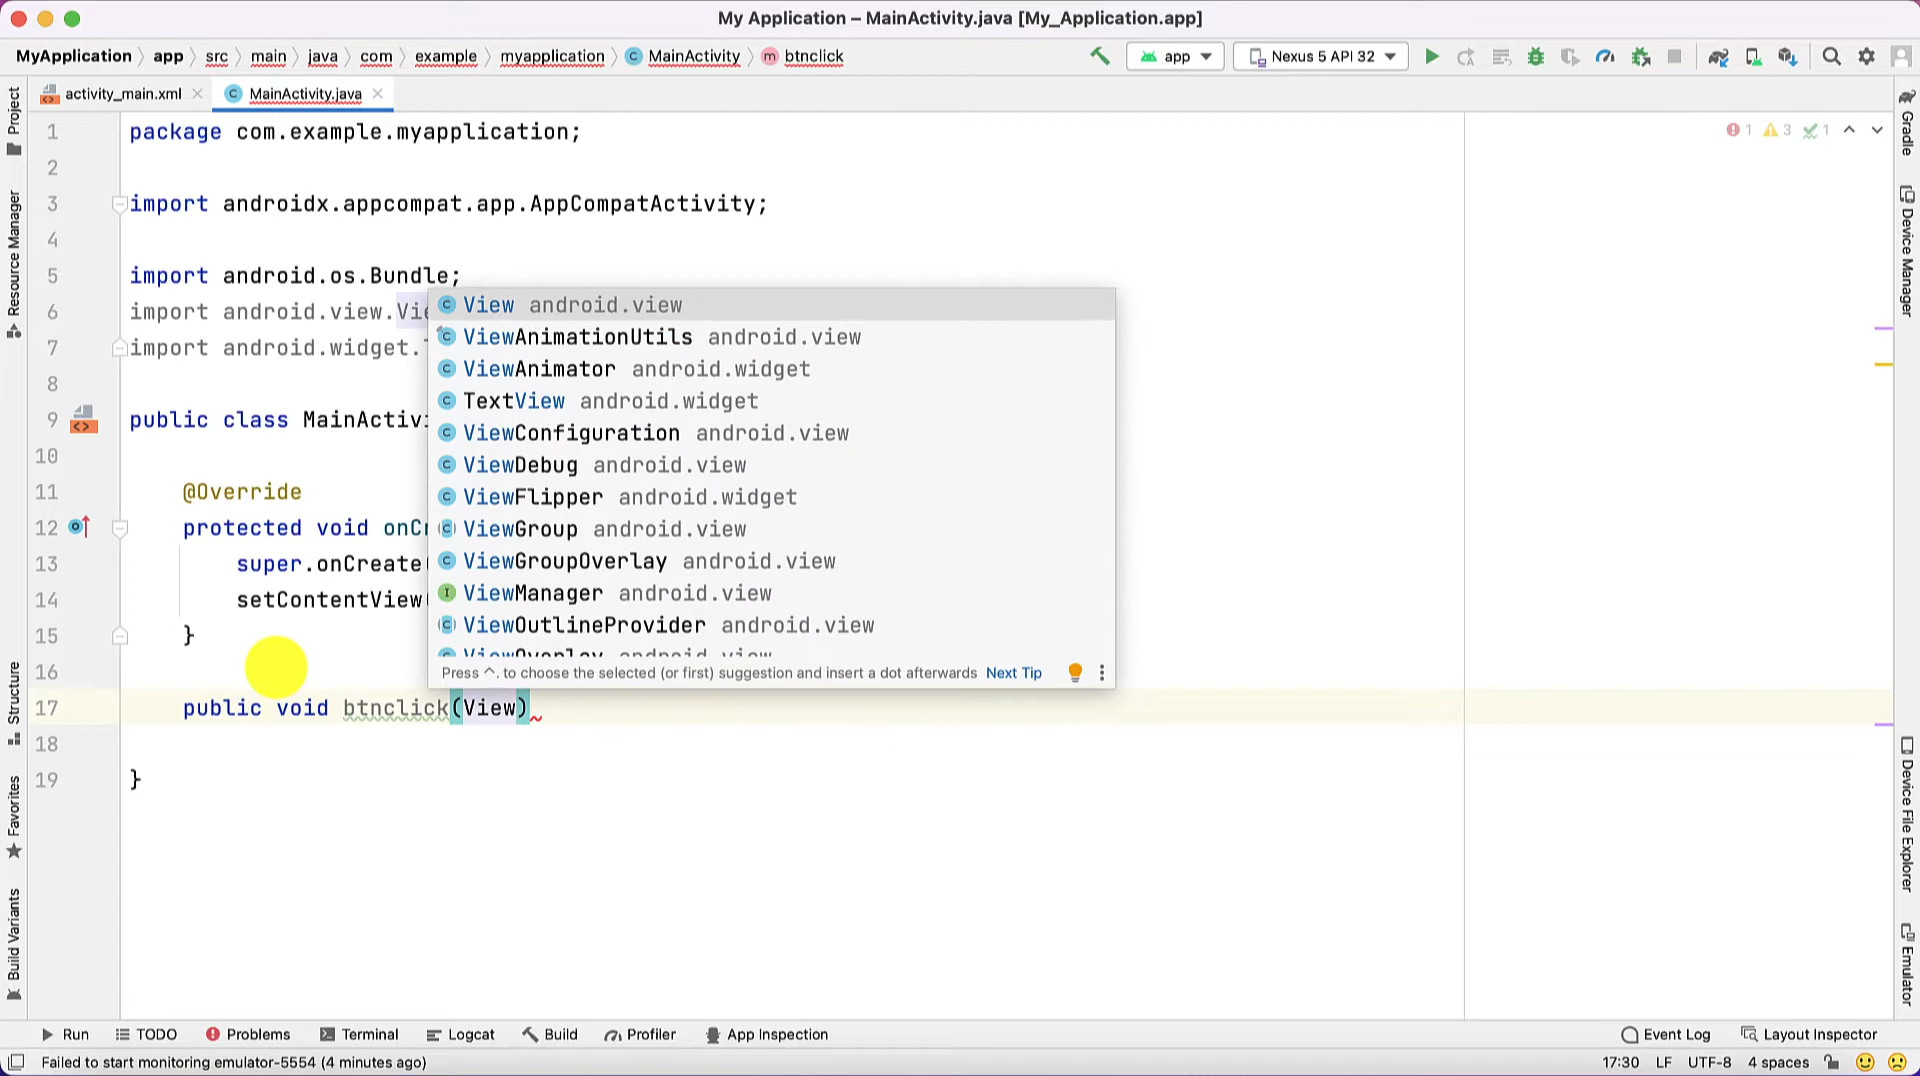 My Application – MainActivity.java [My_Application.app]
MyApplication app src main java com example myapplication MainActivity btnclick app Nexus 5 API 32
activity_main.xml MainActivity.java
1 package com.example.myapplication; 1 3 1
2
3 import androidx.appcompat.app.AppCompatActivity;
4
5 import android.os.Bundle;
6 import android.view.Vie
7 import android.widget.
8
9 public class MainActivi
10
11 @Override
12 protected void onCr
13 super.onCreate
14 setContentView
15 }
16
17 public void btnclick(View)
18
19 }
View android.view
ViewAnimationUtils android.view
ViewAnimator android.widget
TextView android.widget
ViewConfiguration android.view
ViewDebug android.view
ViewFlipper android.widget
ViewGroup android.view
ViewGroupOverlay android.view
ViewManager android.view
ViewOutlineProvider android.view
ViewOverlay android.view
Press ^. to choose the selected (or first) suggestion and insert a dot afterwards Next Tip
Project
Resource Manager
Structure
Favorites
Build Variants
Gradle
Device Manager
Device File Explorer
Emulator
Run TODO Problems Terminal Logcat Build Profiler App Inspection Event Log Layout Inspector
Failed to start monitoring emulator-5554 (4 minutes ago) 17:30 LF UTF-8 4 spaces